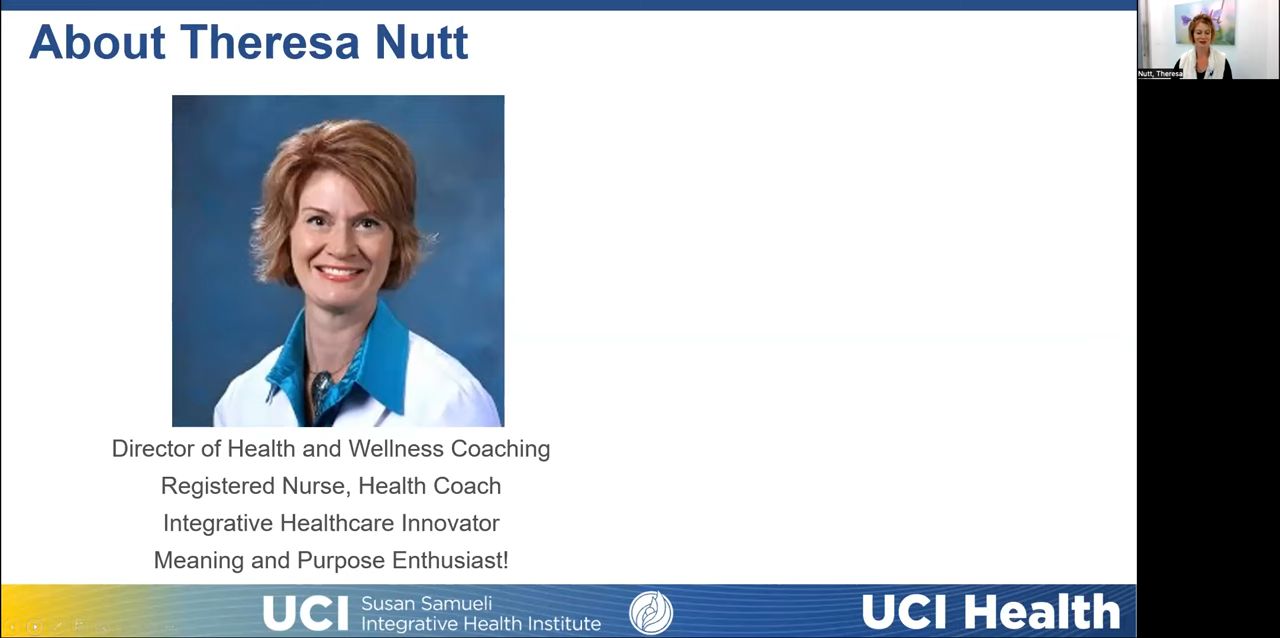 About Theresa Nutt
Nutt, Theresa
Director of Health and Wellness Coaching
Registered Nurse, Health Coach
Integrative Healthcare Innovator
Meaning and Purpose Enthusiast!
UCI
Susan Samueli
Integrative Health Institute
UCI Health